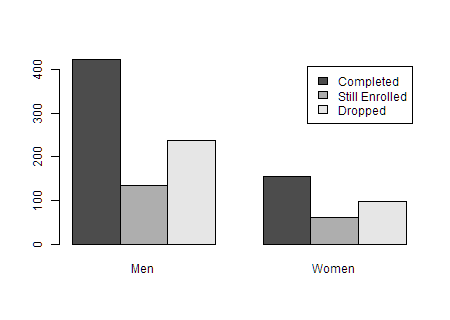 400
300
200
100
0
Completed
Still Enrolled
Dropped
Men
Women